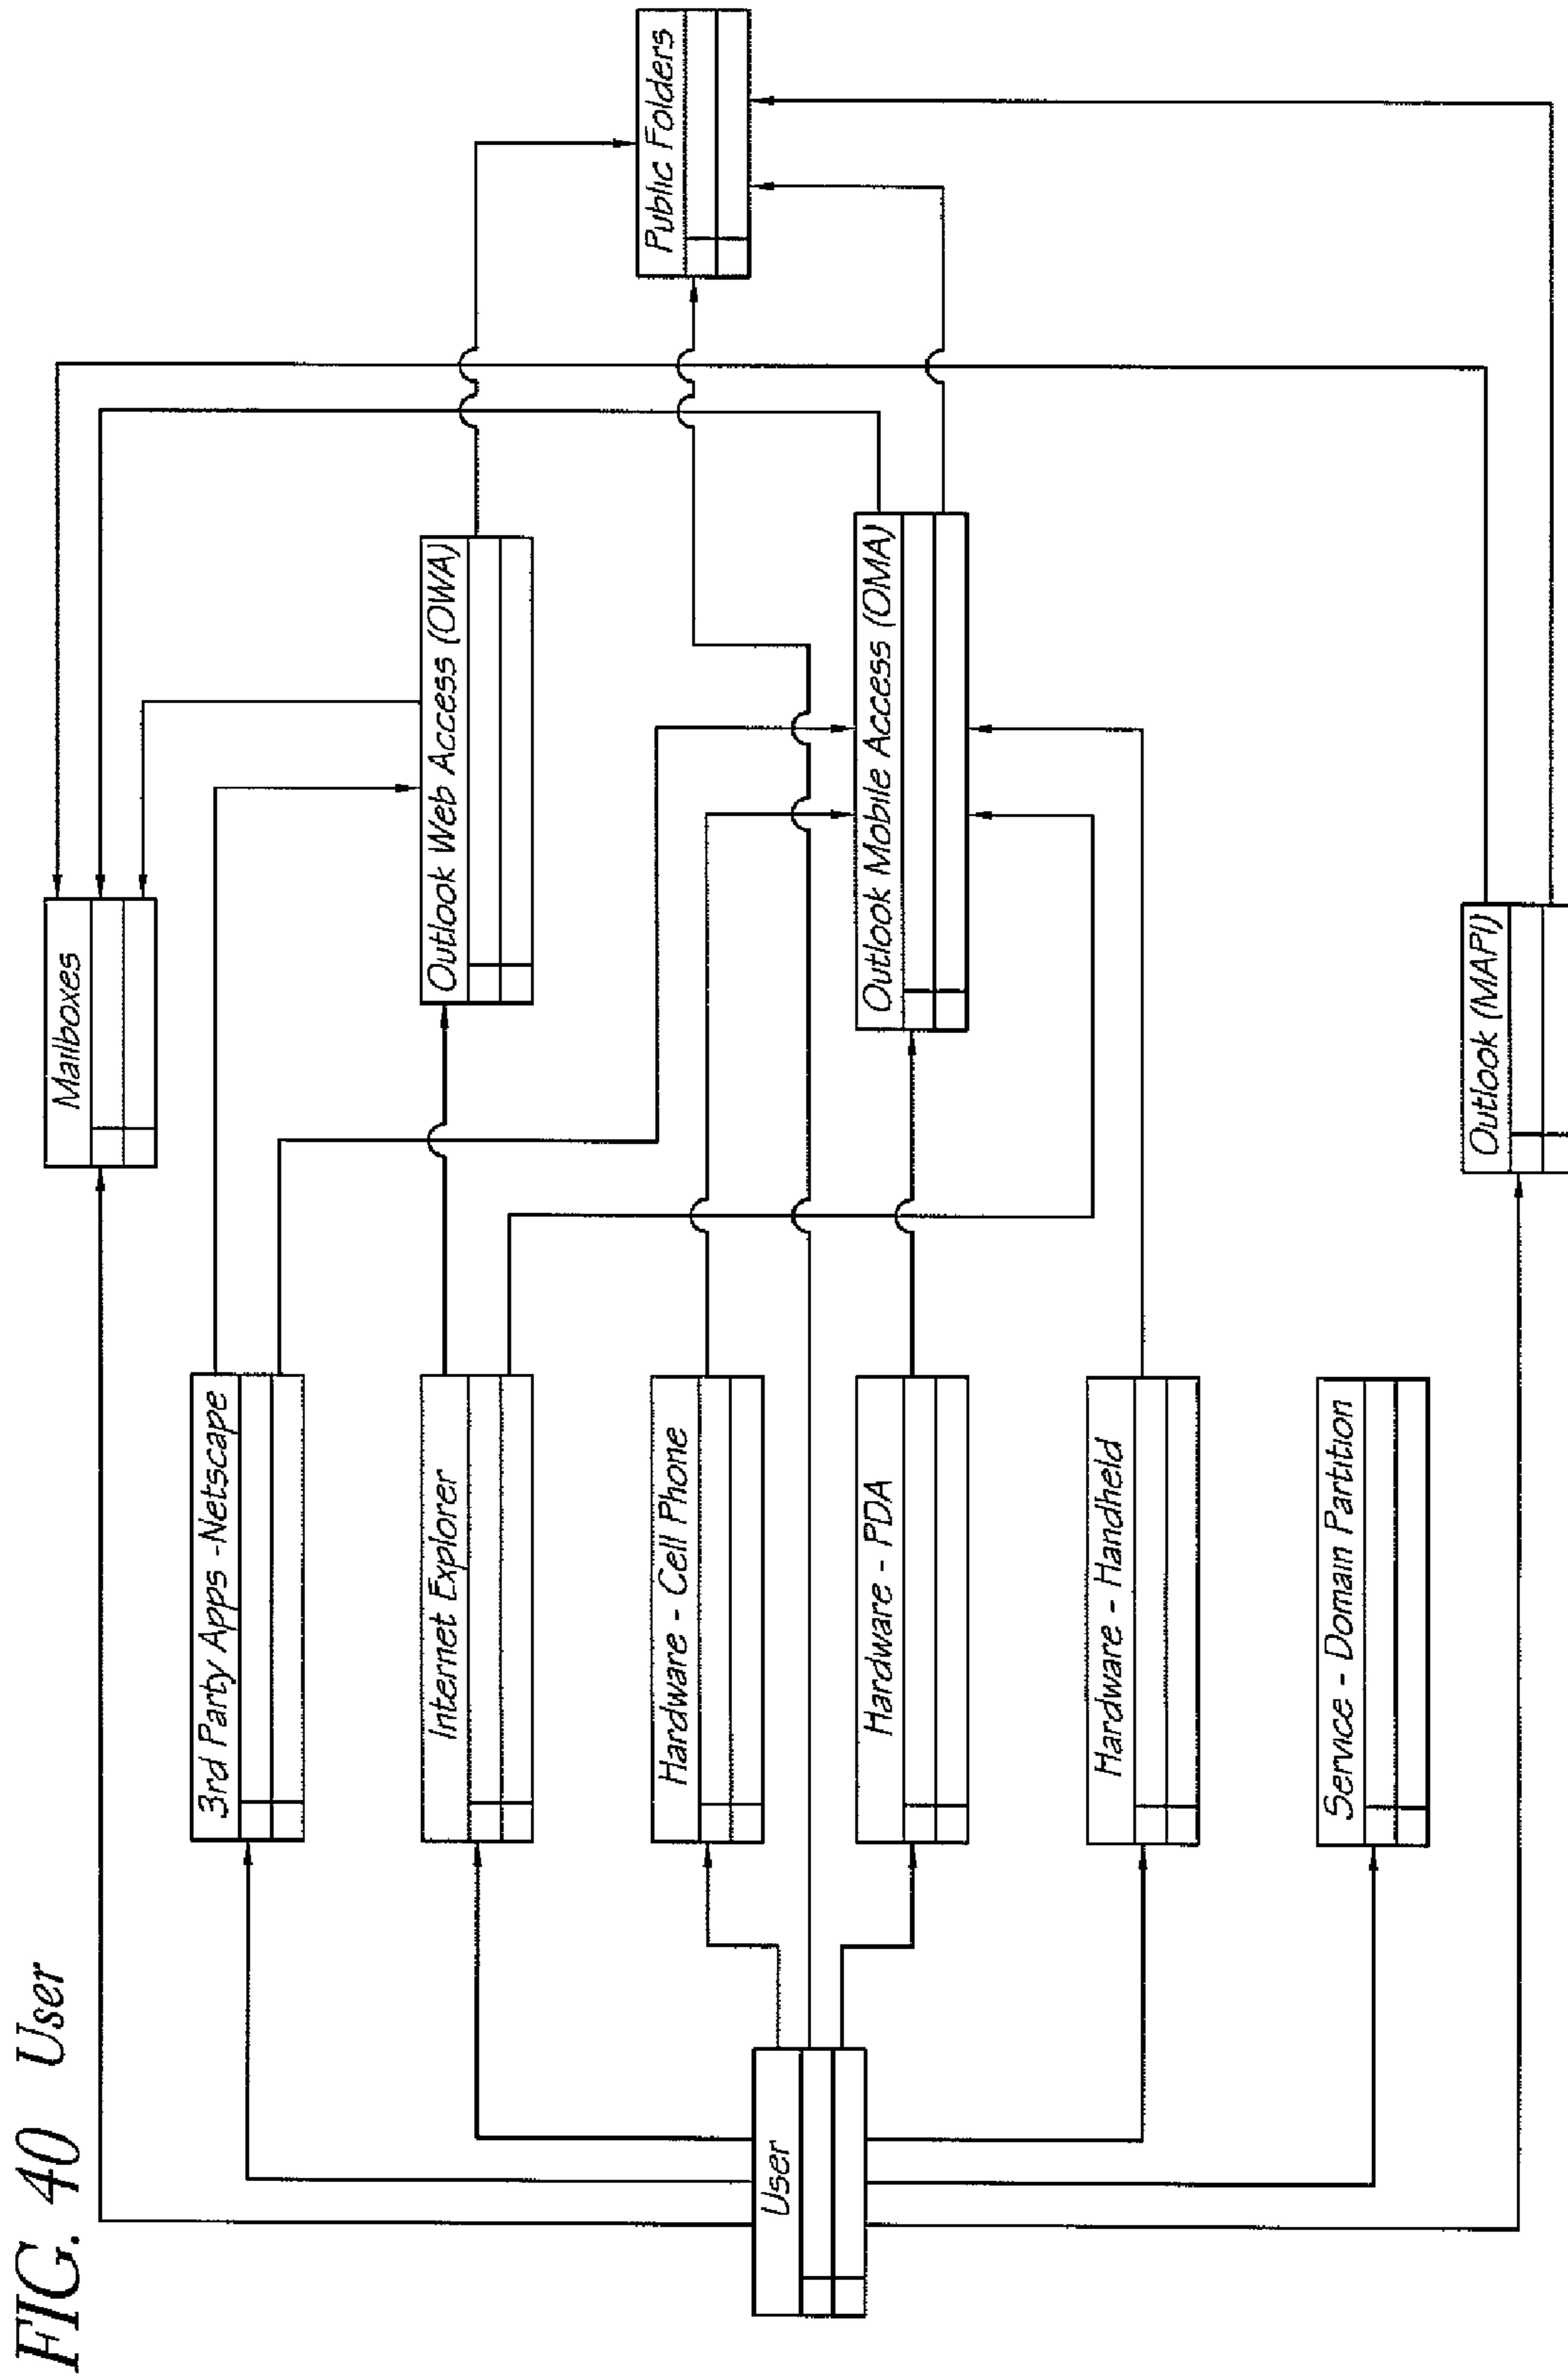 FIG. 40 User
Mailboxes
3rd Party Apps -Netscape
Outlook Web Access (OWA)
Internet Explorer
Public Folders
Hardware - Cell Phone
User
Hardware - PDA
Outlook Mobile Access (OMA)
Hardware - Handheld
Service - Domain Partition
Outlook (MAPI)